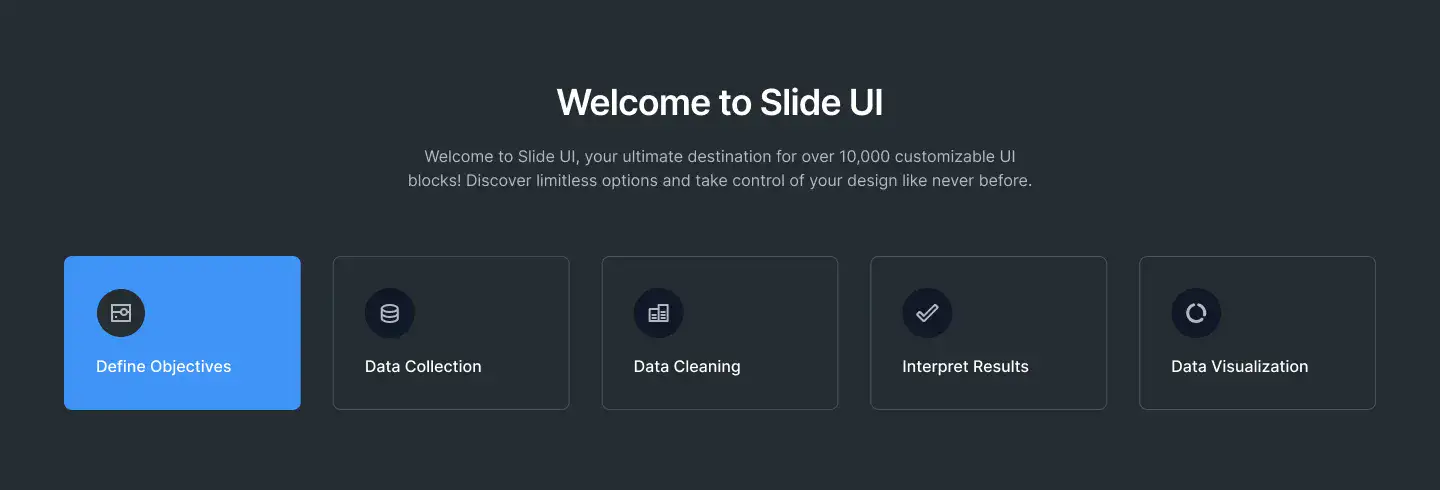 Welcome to Slide UI
Welcome to Slide UI, your ultimate destination for over 10,000 customizable UI
blocks! Discover limitless options and take control of your design like never before.
Define Objectives
Data Collection
Data Cleaning
Interpret Results
Data Visualization